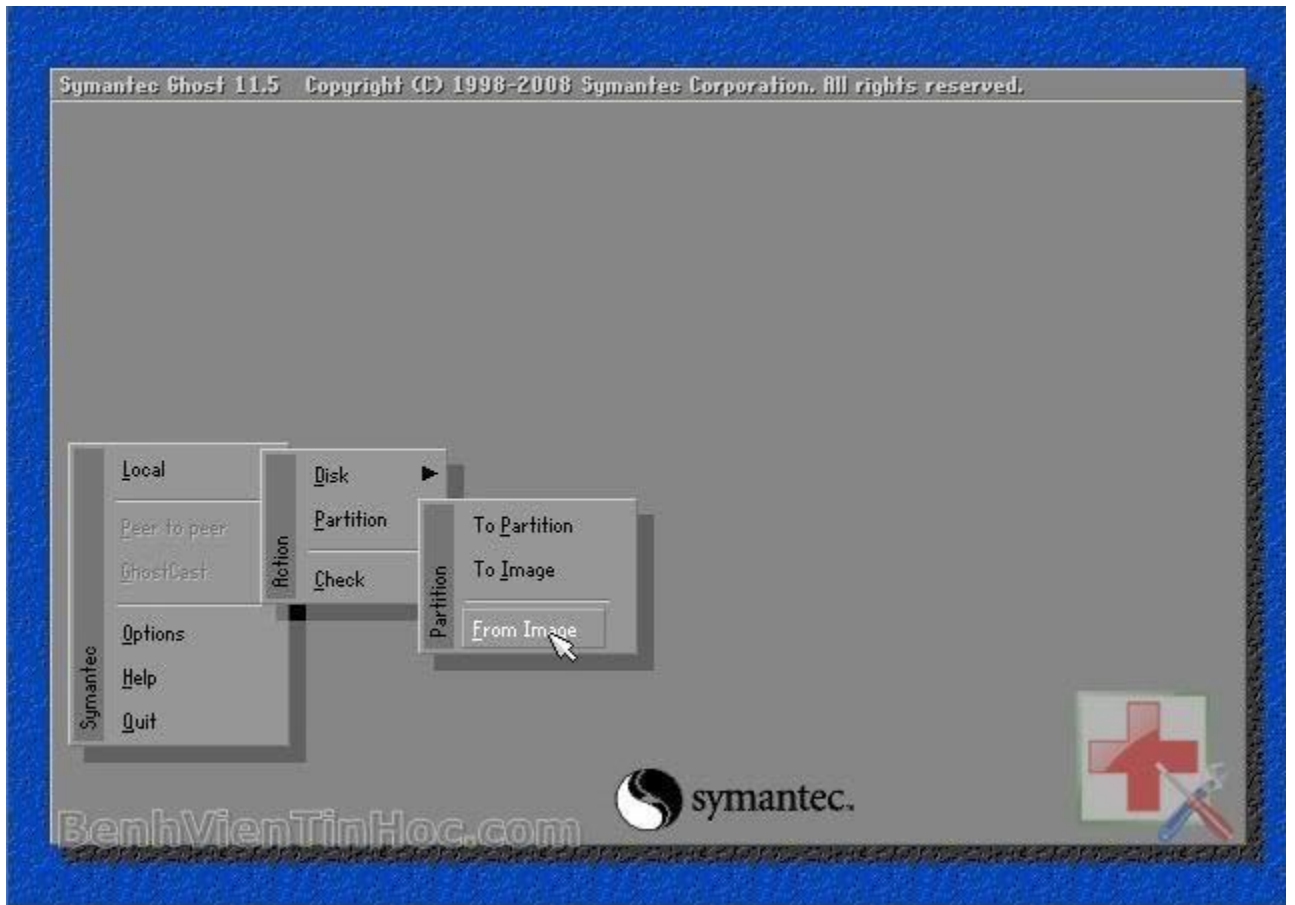 Symantec Ghost 11.5 Copyright (C) 1998-2008 Symantec Corporation. All rights reserved.
Symantec
Local
Peer to peer
GhostCast
Options
Help
Quit
Action
Disk
Partition
Check
Partition
To Partition
To Image
From Image
symantec.
BenhVienTinHoc.com